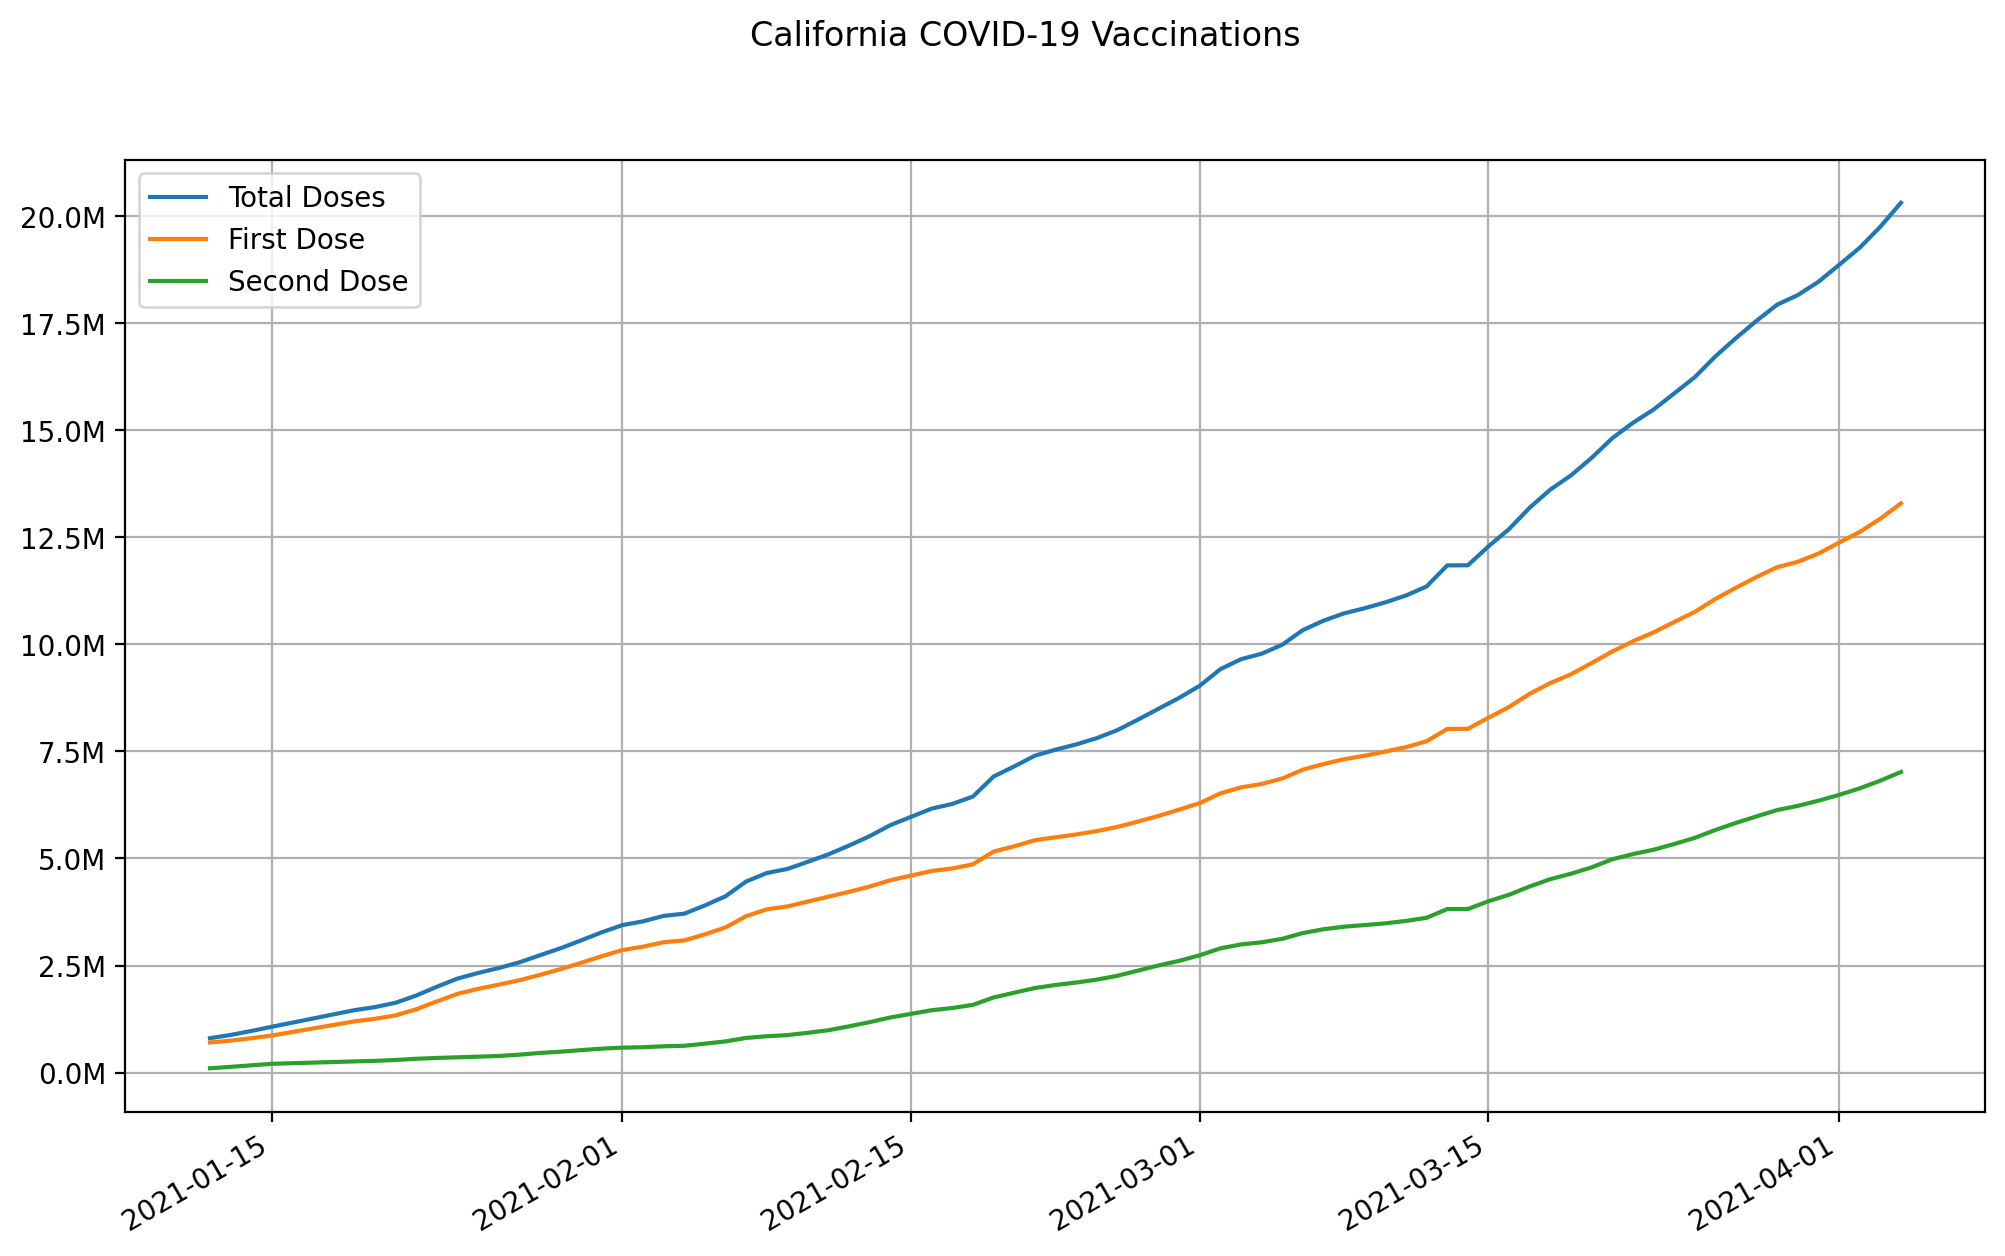 California COVID-19 Vaccinations
Total Doses
First Dose
Second Dose
20.0M
17.5M
15.0M
12.5M
10.0M
7.5M
5.0M
2.5M
0.0M
2021-01-15
2021-02-01
2021-02-15
2021-03-01
2021-03-15
2021-04-01